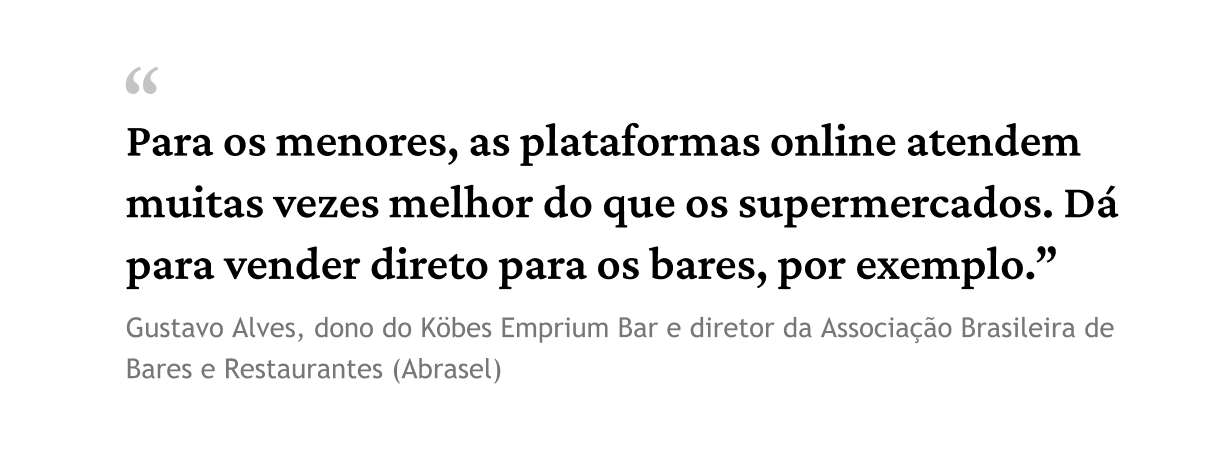 “
Para os menores, as plataformas online atendem
muitas vezes melhor do que os supermercados. Dá
para vender direto para os bares, por exemplo.”
Gustavo Alves, dono do Köbes Emprium Bar e diretor da Associação Brasileira de
Bares e Restaurantes (Abrasel)